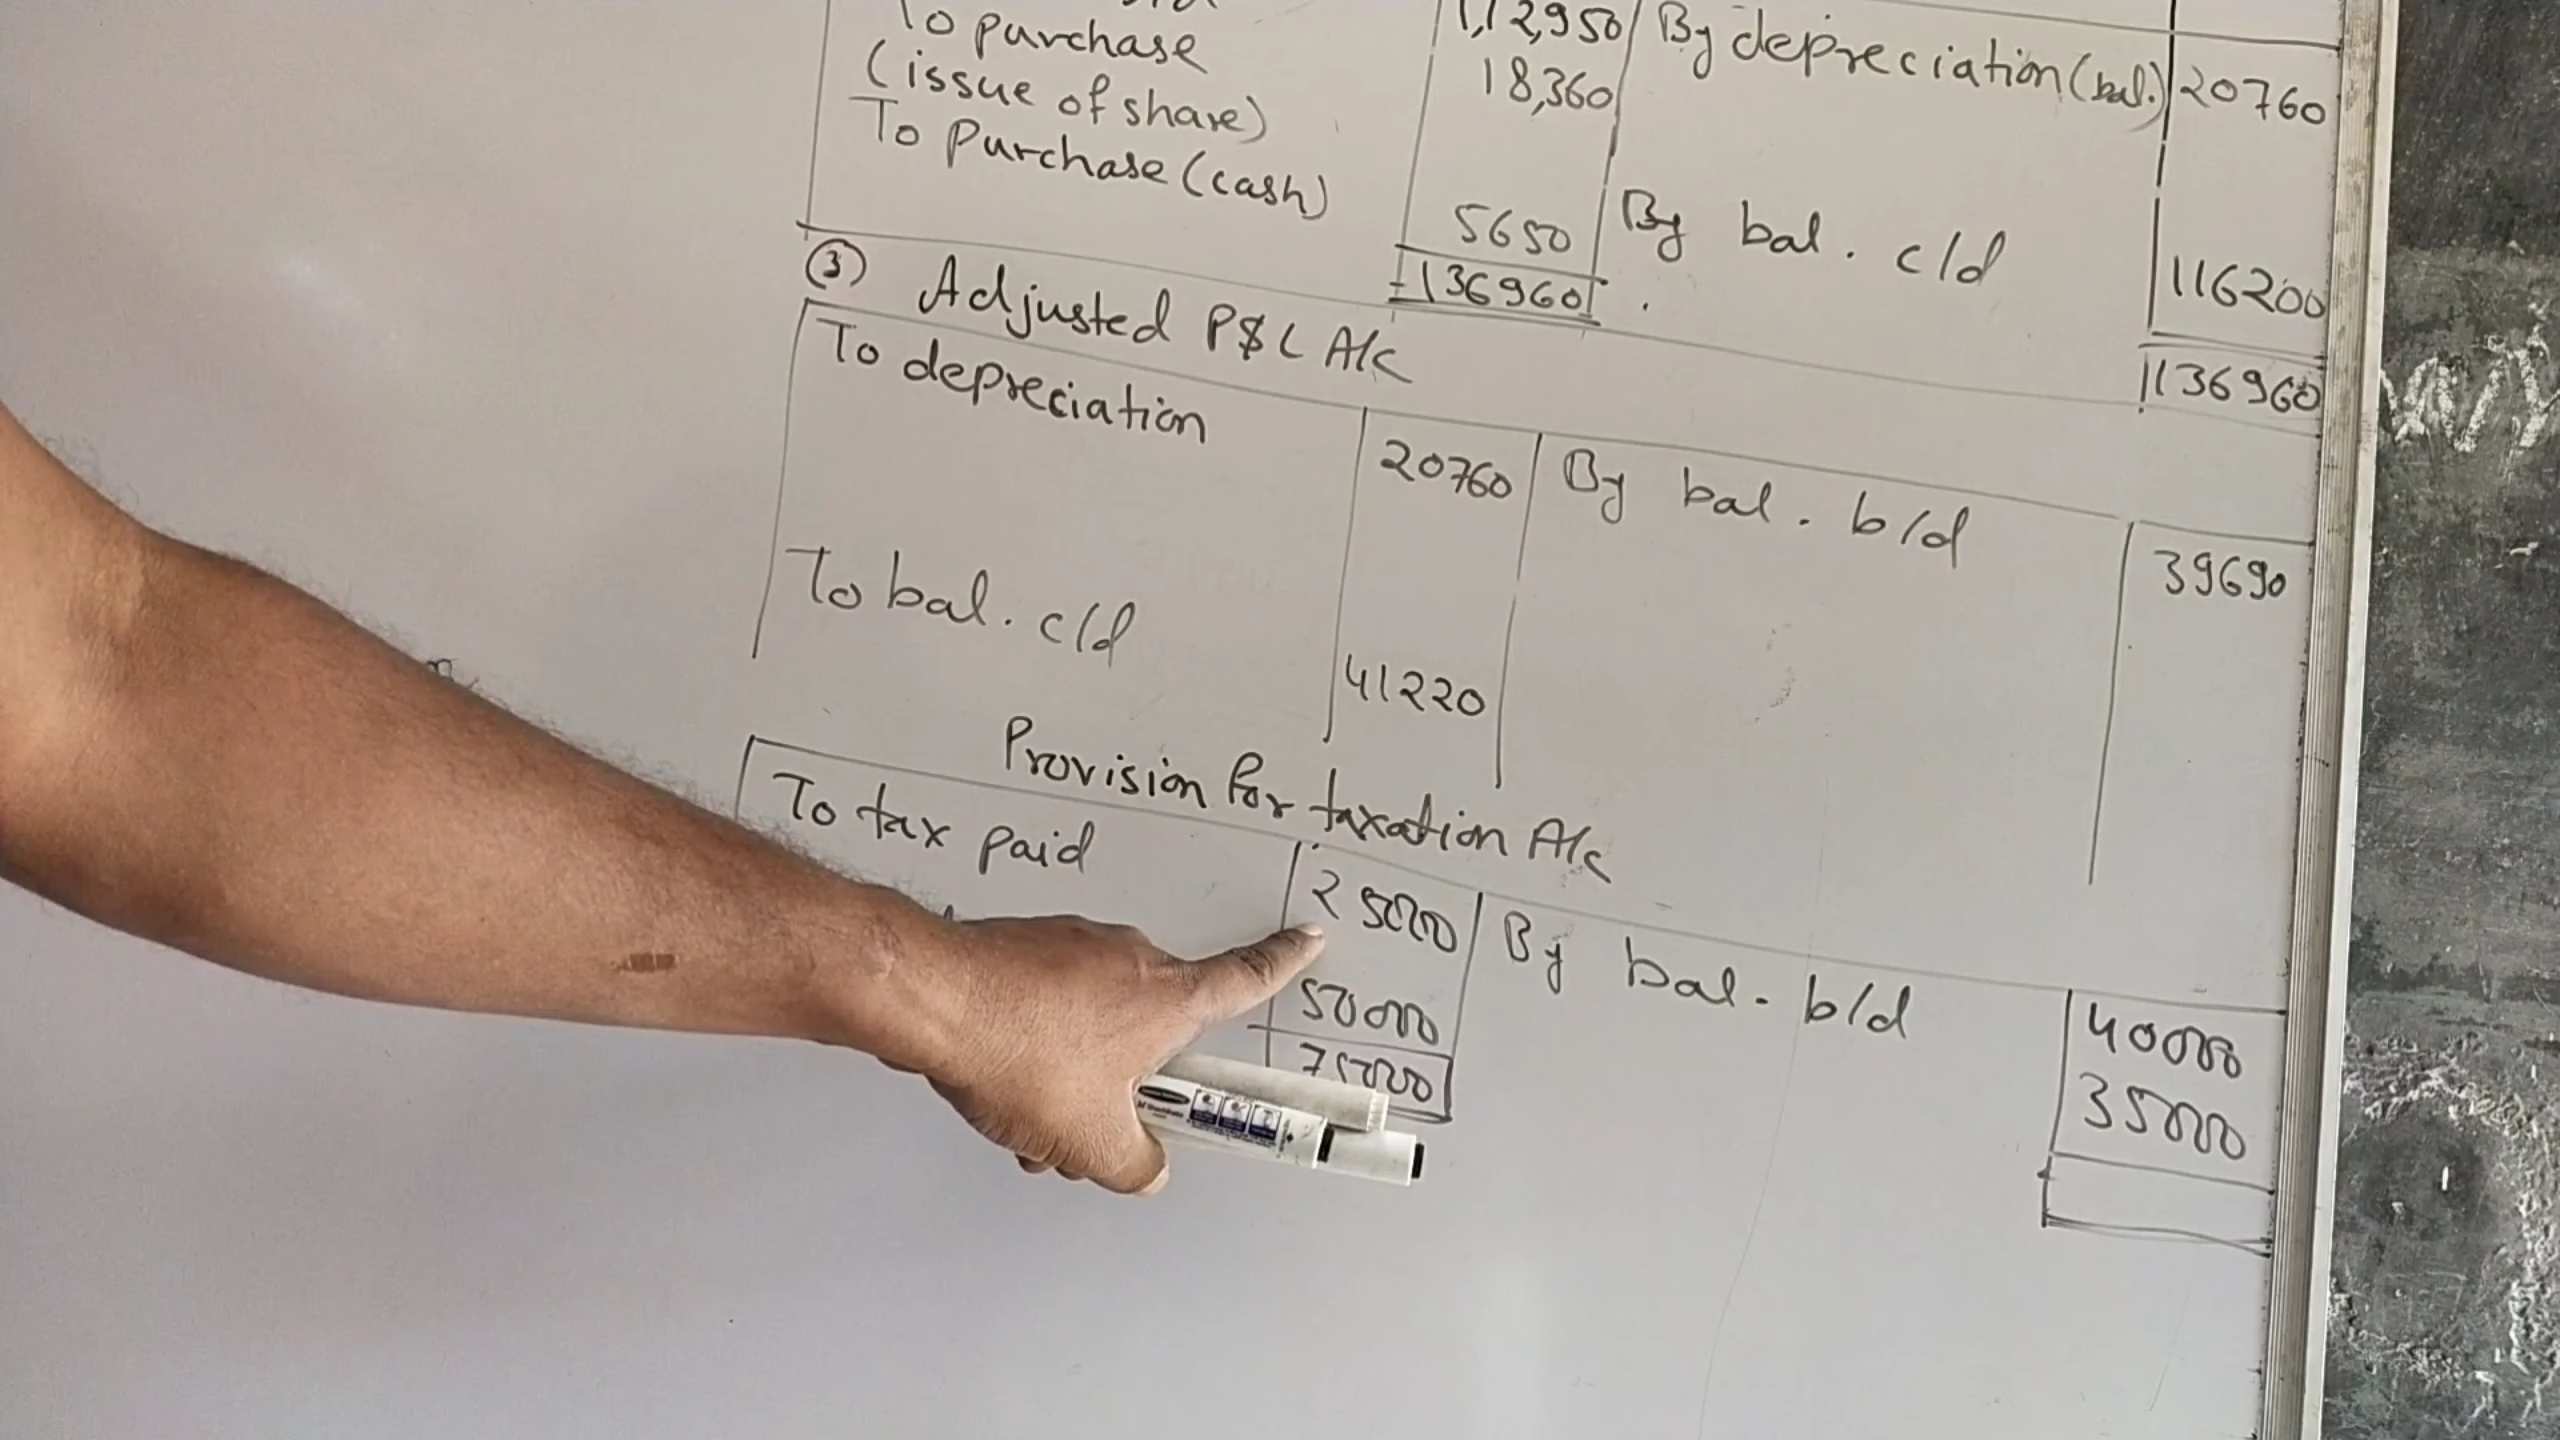 To purchase 1,12,950 By depreciation (bal.) 20760
(issue of share) 18,360
To Purchase (cash) 5650 By bal. c/d 116200
136960 136960
(3) Adjusted P$L A/c
To depreciation 20760 By bal. b/d 39690
To bal. c/d 41220
Provision for taxation A/c
To tax paid 25000 By bal. b/d 40000
50000 35000
75000